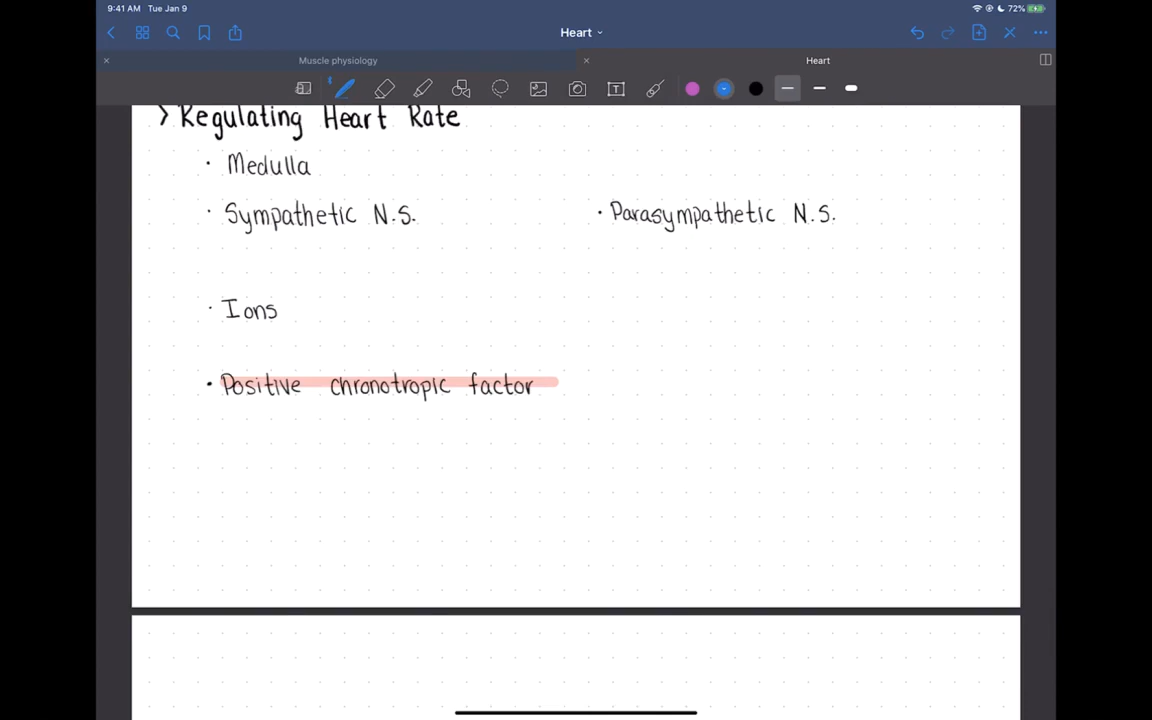 9:41 AM Tue Jan 9 72%
Heart
Muscle physiology Heart
> Regulating Heart Rate
· Medulla
· Sympathetic N.S. · Parasympathetic N.S.
· Ions
· Positive chronotropic factor